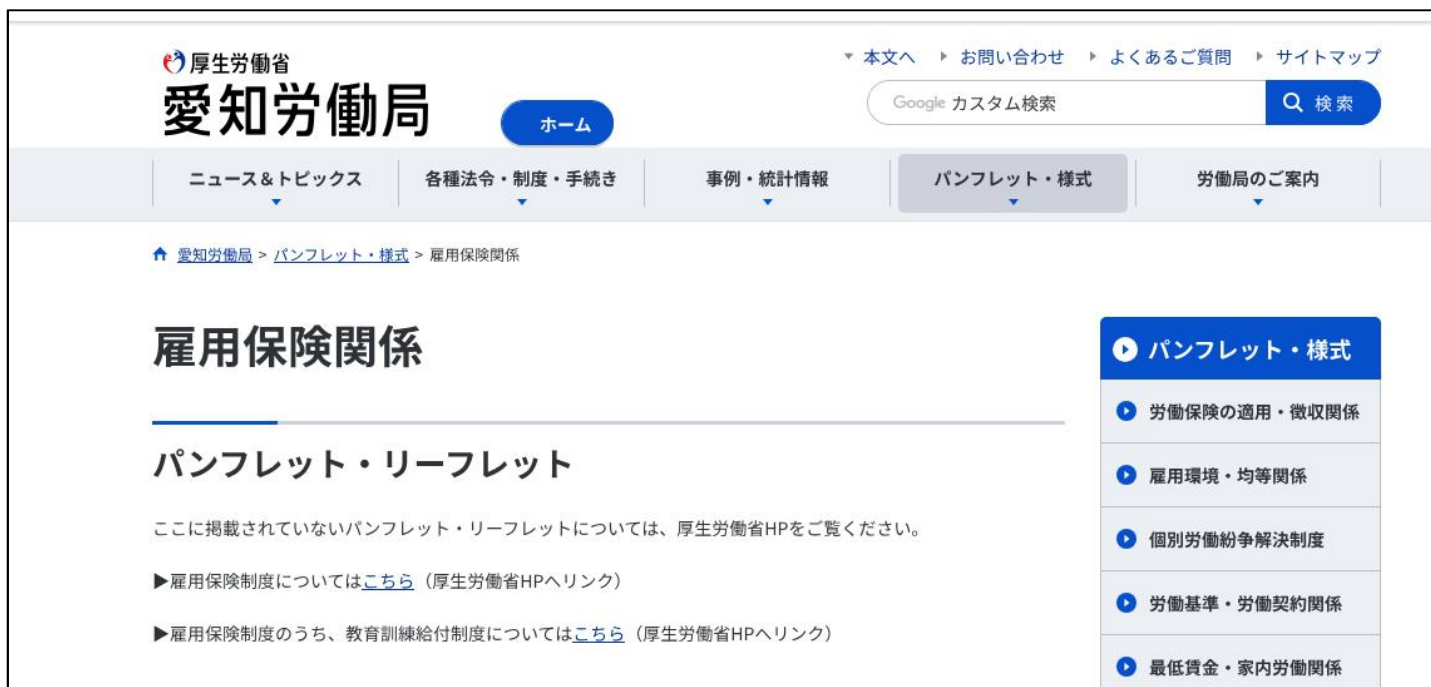 厚生労働省
愛知労働局
ホーム
本文へ お問い合わせ よくあるご質問 サイトマップ
Google カスタム検索 検索
ニュース&トピックス 各種法令・制度・手続き 事例・統計情報 パンフレット・様式 労働局のご案内
愛知労働局 > パンフレット・様式 > 雇用保険関係
雇用保険関係
パンフレット・リーフレット
ここに掲載されていないパンフレット・リーフレットについては、厚生労働省HPをご覧ください。
▶雇用保険制度についてはこちら（厚生労働省HPへリンク）
▶雇用保険制度のうち、教育訓練給付制度についてはこちら（厚生労働省HPへリンク）
パンフレット・様式
労働保険の適用・徴収関係
雇用環境・均等関係
個別労働紛争解決制度
労働基準・労働契約関係
最低賃金・家内労働関係